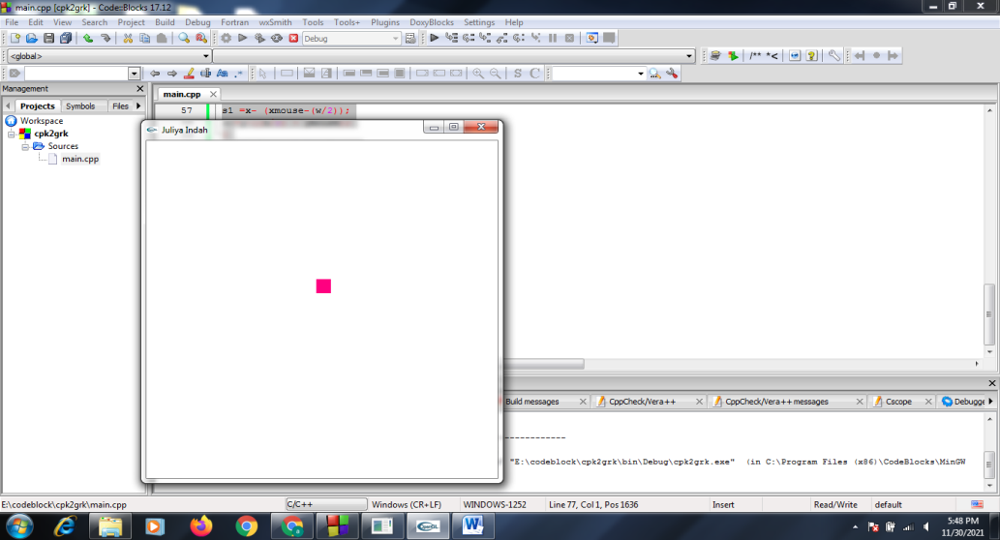 main.cpp [cpk2grk] - Code::Blocks 17.12
File Edit View Search Project Build Debug Fortran wxSmith Tools Tools+ Plugins DoxyBlocks Settings Help
Debug
<global>
/** *<
S C
Management
Projects Symbols Files
main.cpp
Workspace
cpk2grk
Sources
main.cpp
57 s1 =x- (xmouse-(w/2));
Juliya Indah
Build messages CppCheck/Vera++ CppCheck/Vera++ messages Cscope Debugge
-------------
"E:\codeblock\cpk2grk\bin\Debug\cpk2grk.exe" (in C:\Program Files (x86)\CodeBlocks\MinGW
E:\codeblock\cpk2grk\main.cpp C/C++ Windows (CR+LF) WINDOWS-1252 Line 77, Col 1, Pos 1636 Insert Read/Write default
OpenGL
5:48 PM
11/30/2021